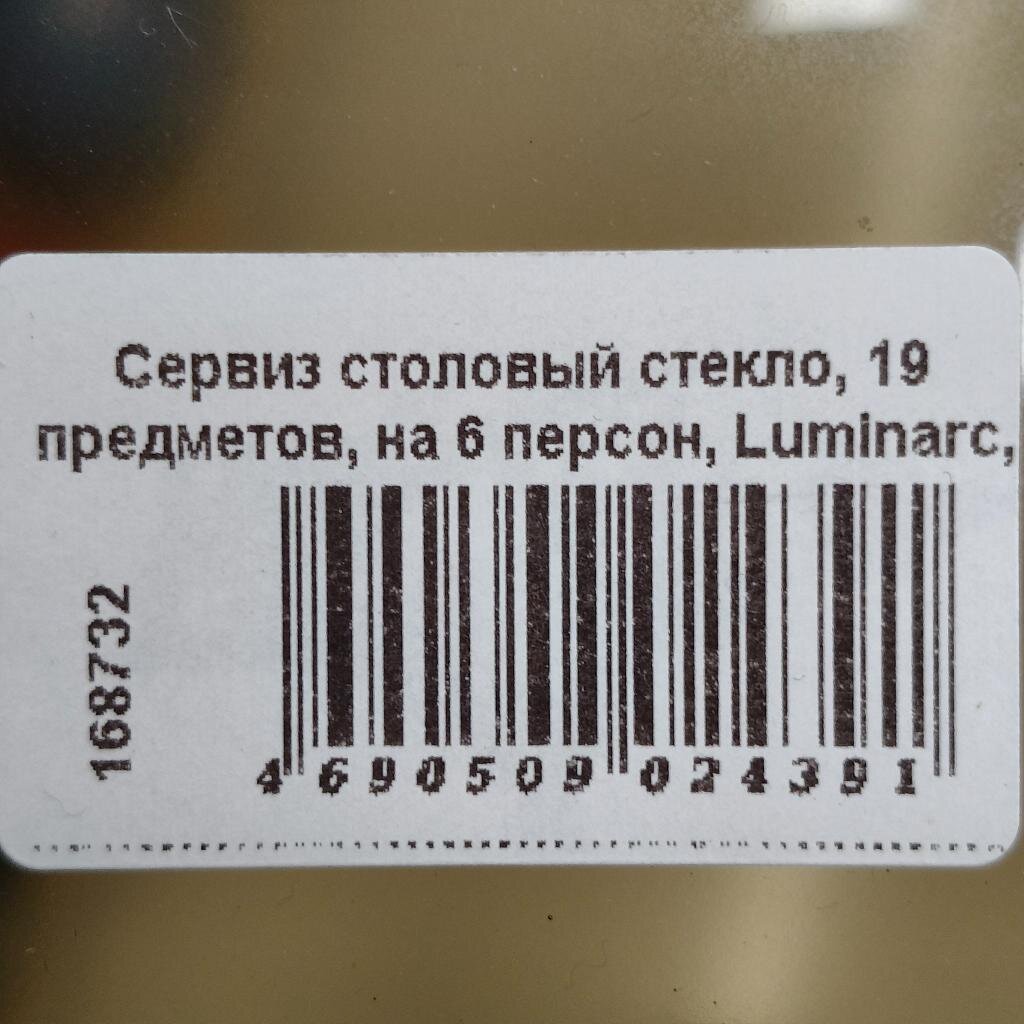 Сервиз столовый стекло, 19
предметов, на 6 персон, Luminarc,
168732
4 690509 024391